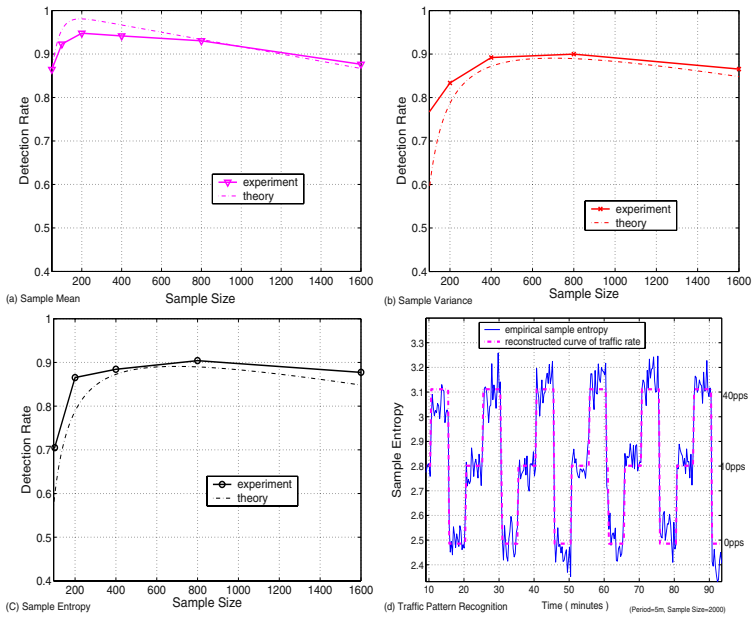 1
0.9
0.8
0.7
0.6
0.5
0.4
Detection Rate
experiment
theory
200 400 600 800 1000 1200 1400 1600
(a) Sample Mean
Sample Size
1
0.9
0.8
0.7
0.6
0.5
0.4
Detection Rate
experiment
theory
200 400 600 800 1000 1200 1400 1600
(b) Sample Variance
Sample Size
1
0.9
0.8
0.7
0.6
0.5
0.4
Detection Rate
experiment
theory
200 400 600 800 1000 1200 1400 1600
(C) Sample Entropy
Sample Size
empirical sample entropy
reconstructed curve of traffic rate
3.3
3.2
3.1
3
2.9
2.8
2.7
2.6
2.5
2.4
Sample Entropy
40pps
10pps
0pps
10 20 30 40 50 60 70 80 90
(d) Traffic Pattern Recognition
Time ( minutes )
(Period=5m, Sample Size=2000)